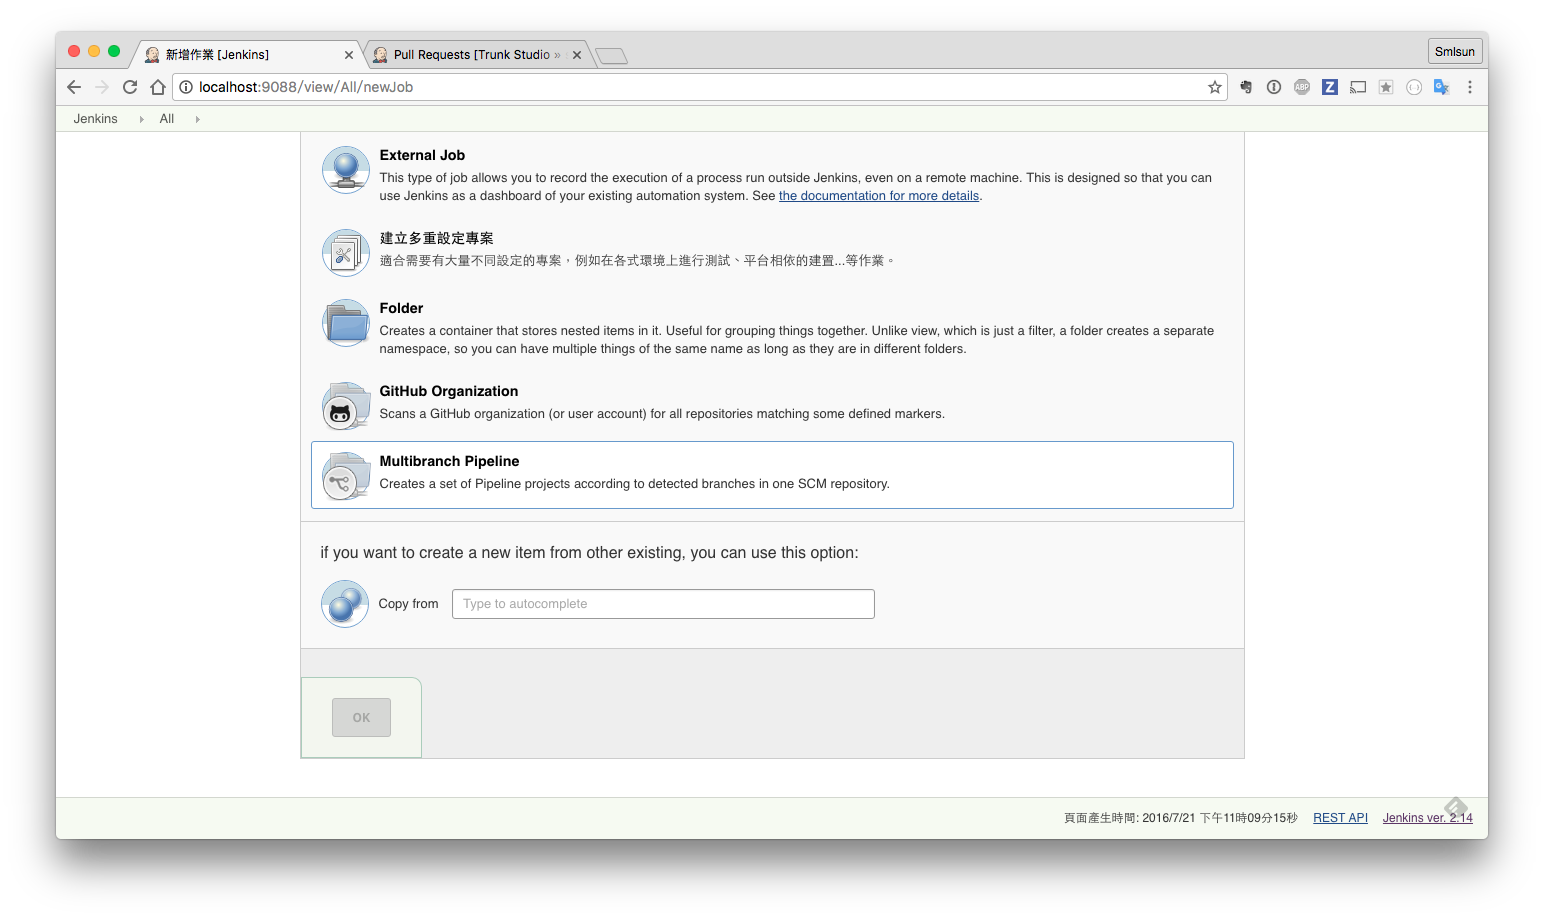 新增作業 [Jenkins]
Pull Requests [Trunk Studio »
Smlsun
localhost:9088/view/All/newJob
ABP
Z
Jenkins
All
External Job
This type of job allows you to record the execution of a process run outside Jenkins, even on a remote machine. This is designed so that you can
use Jenkins as a dashboard of your existing automation system. See the documentation for more details.
建立多重設定專案
適合需要有大量不同設定的專案，例如在各式環境上進行測試、平台相依的建置...等作業。
Folder
Creates a container that stores nested items in it. Useful for grouping things together. Unlike view, which is just a filter, a folder creates a separate
namespace, so you can have multiple things of the same name as long as they are in different folders.
GitHub Organization
Scans a GitHub organization (or user account) for all repositories matching some defined markers.
Multibranch Pipeline
Creates a set of Pipeline projects according to detected branches in one SCM repository.
if you want to create a new item from other existing, you can use this option:
Copy from
Type to autocomplete
OK
頁面產生時間: 2016/7/21 下午11時09分15秒
REST API
Jenkins ver. 2.14